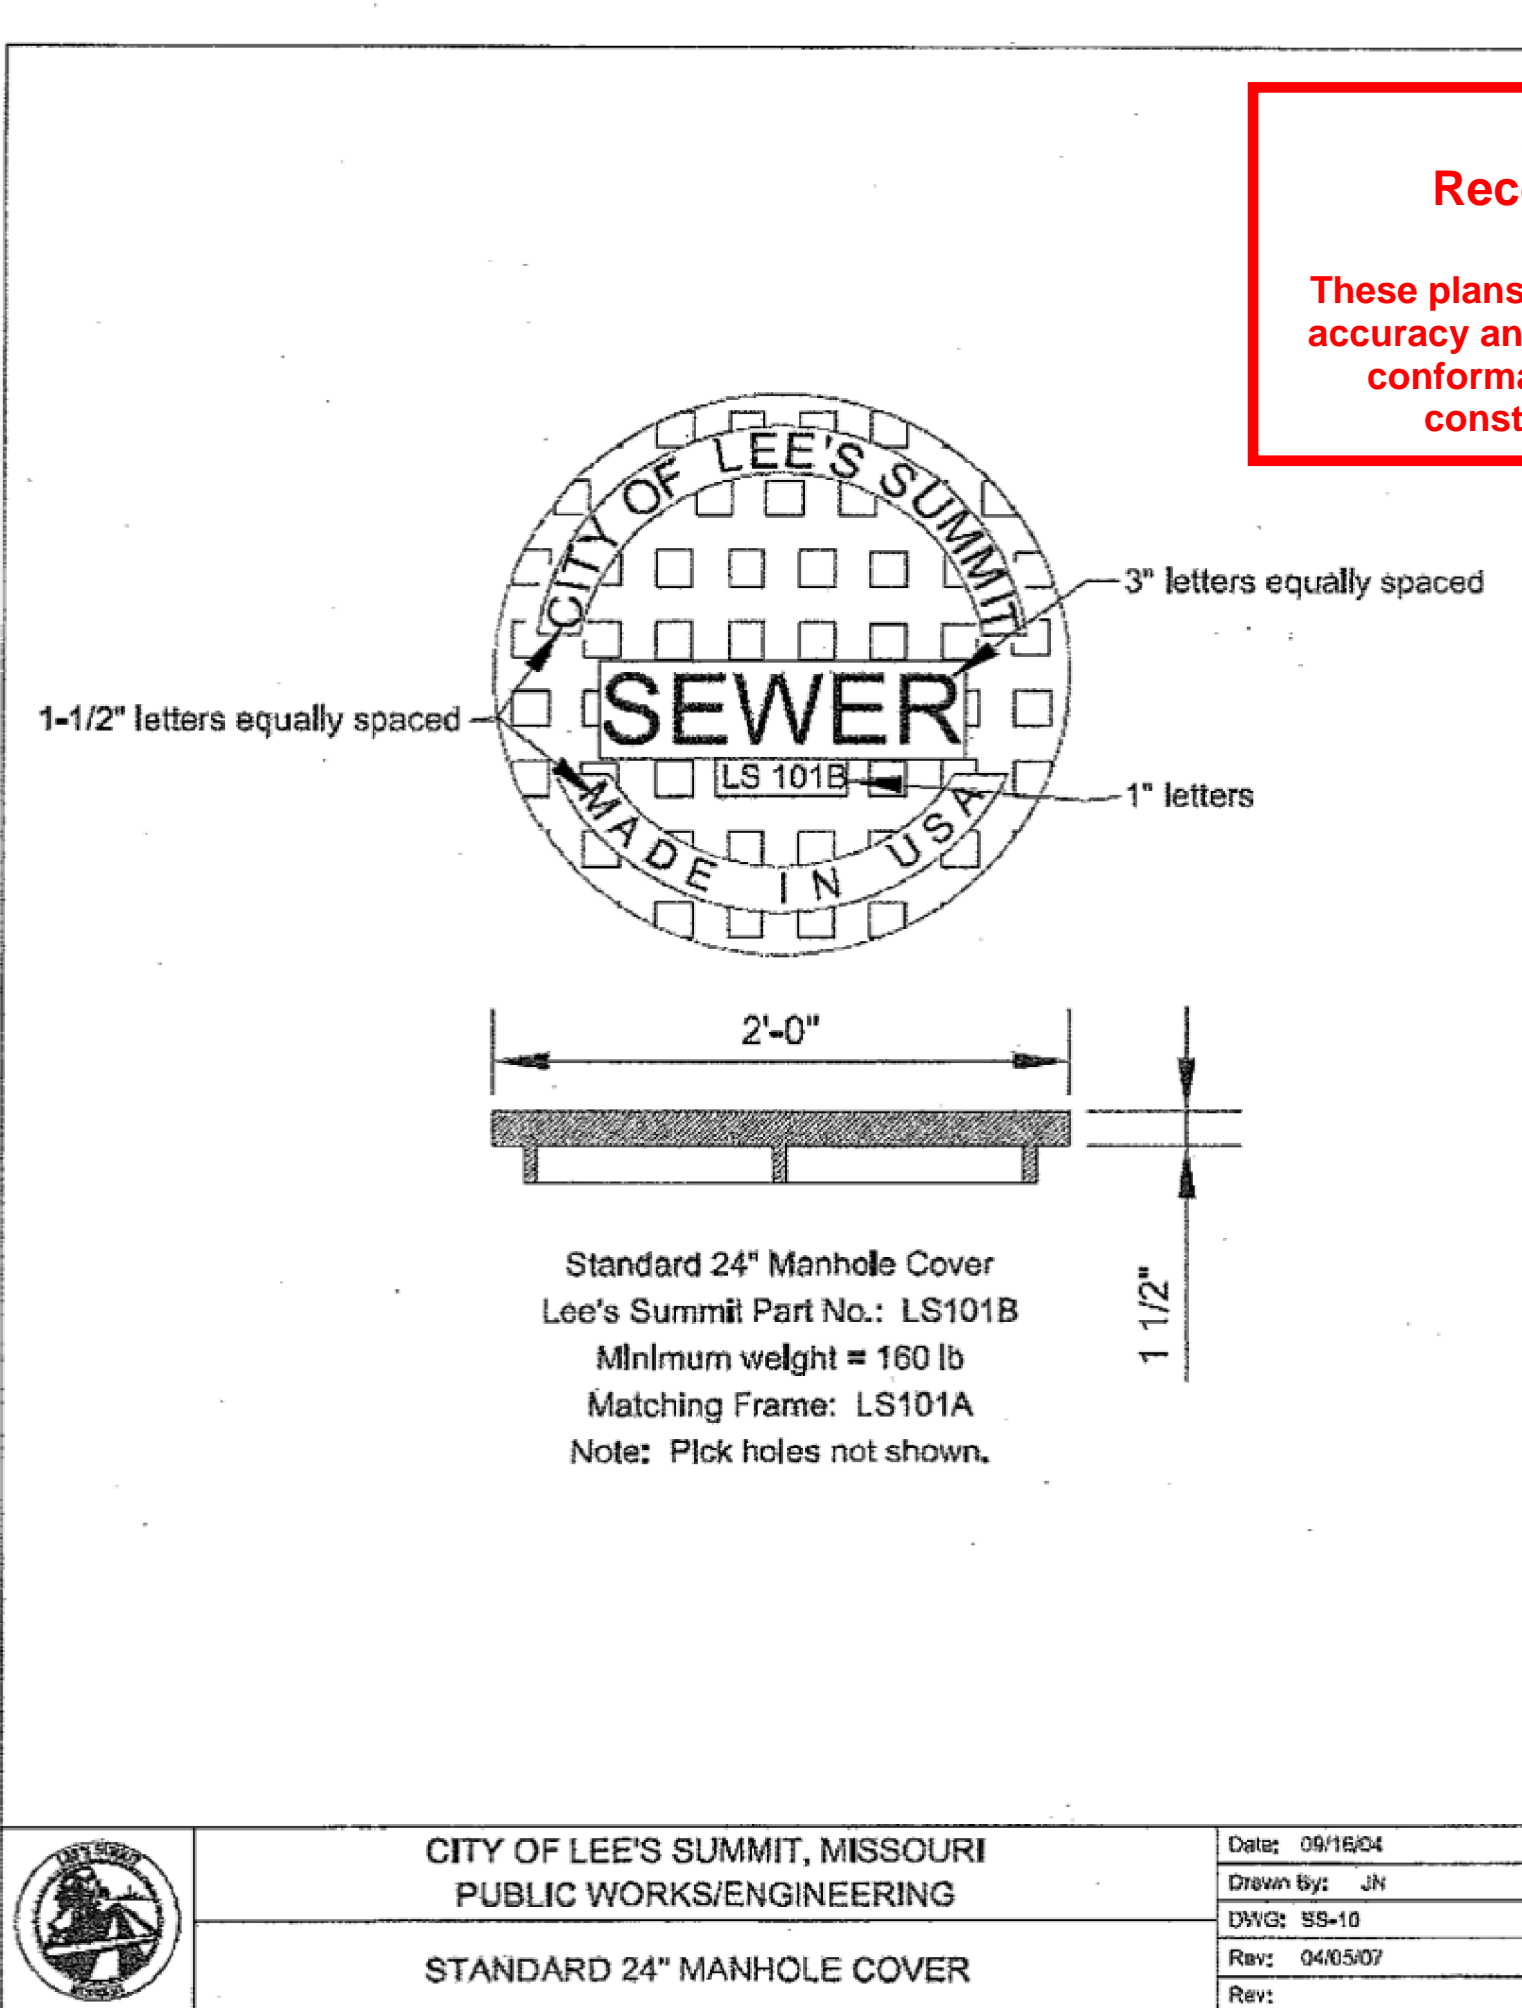 Rec
These plans
accuracy an
conforma
const
CITY OF LEE'S SUMMIT
3" letters equally spaced
SEWER
1-1/2" letters equally spaced
LS 101B
1" letters
MADE IN USA
2'-0"
1 1/2"
Standard 24" Manhole Cover
Lee's Summit Part No.: LS101B
Minimum weight = 160 lb
Matching Frame: LS101A
Note: Pick holes not shown.
LEE'S SUMMIT
MISSOURI
CITY OF LEE'S SUMMIT, MISSOURI
PUBLIC WORKS/ENGINEERING
STANDARD 24" MANHOLE COVER
Date: 09/16/04
Drawn By: JN
DWG: SS-10
Rev: 04/05/07
Rev: